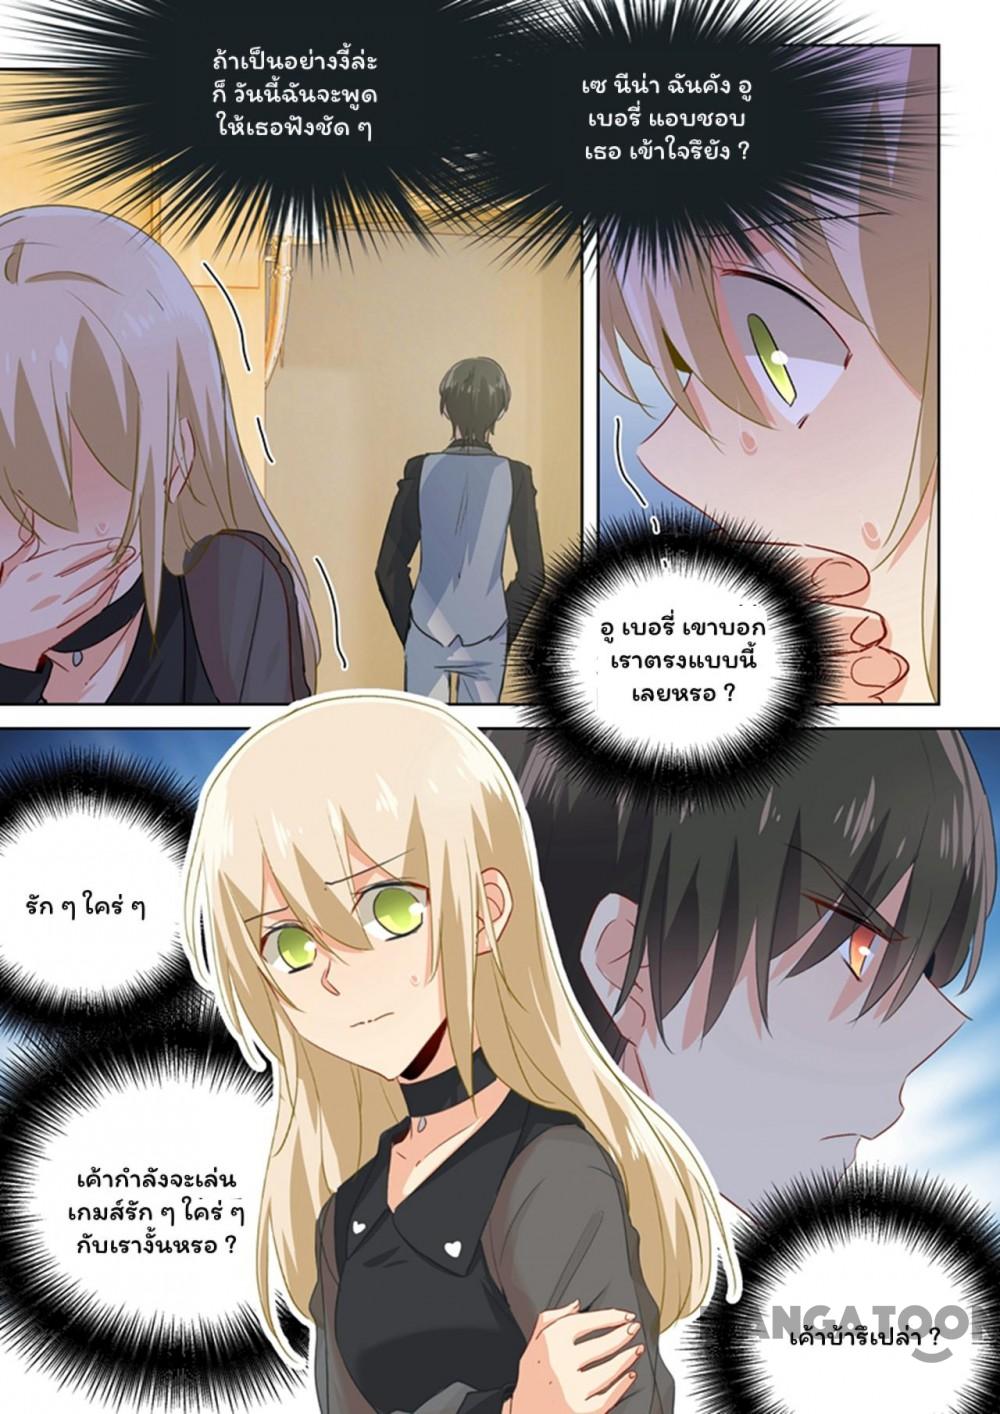 ถ้าเป็นอย่างงี้ล่ะ
ก็ วันนี้ฉันจะพูด
ให้เธอฟังชัด ๆ
เซ นีน่า ฉันคัง อู
เบอรี่ แอบชอบ
เธอ เข้าใจรึยัง ?
อู เบอรี่ เขาบอก
เราตรงแบบนี้
เลยหรอ ?
รัก ๆ ใคร่ ๆ
เค้ากำลังจะเล่น
เกมส์รัก ๆ ใคร่ ๆ
กับเรางั้นหรอ ?
เค้าบ้ารึเปล่า ?
MANGATOON